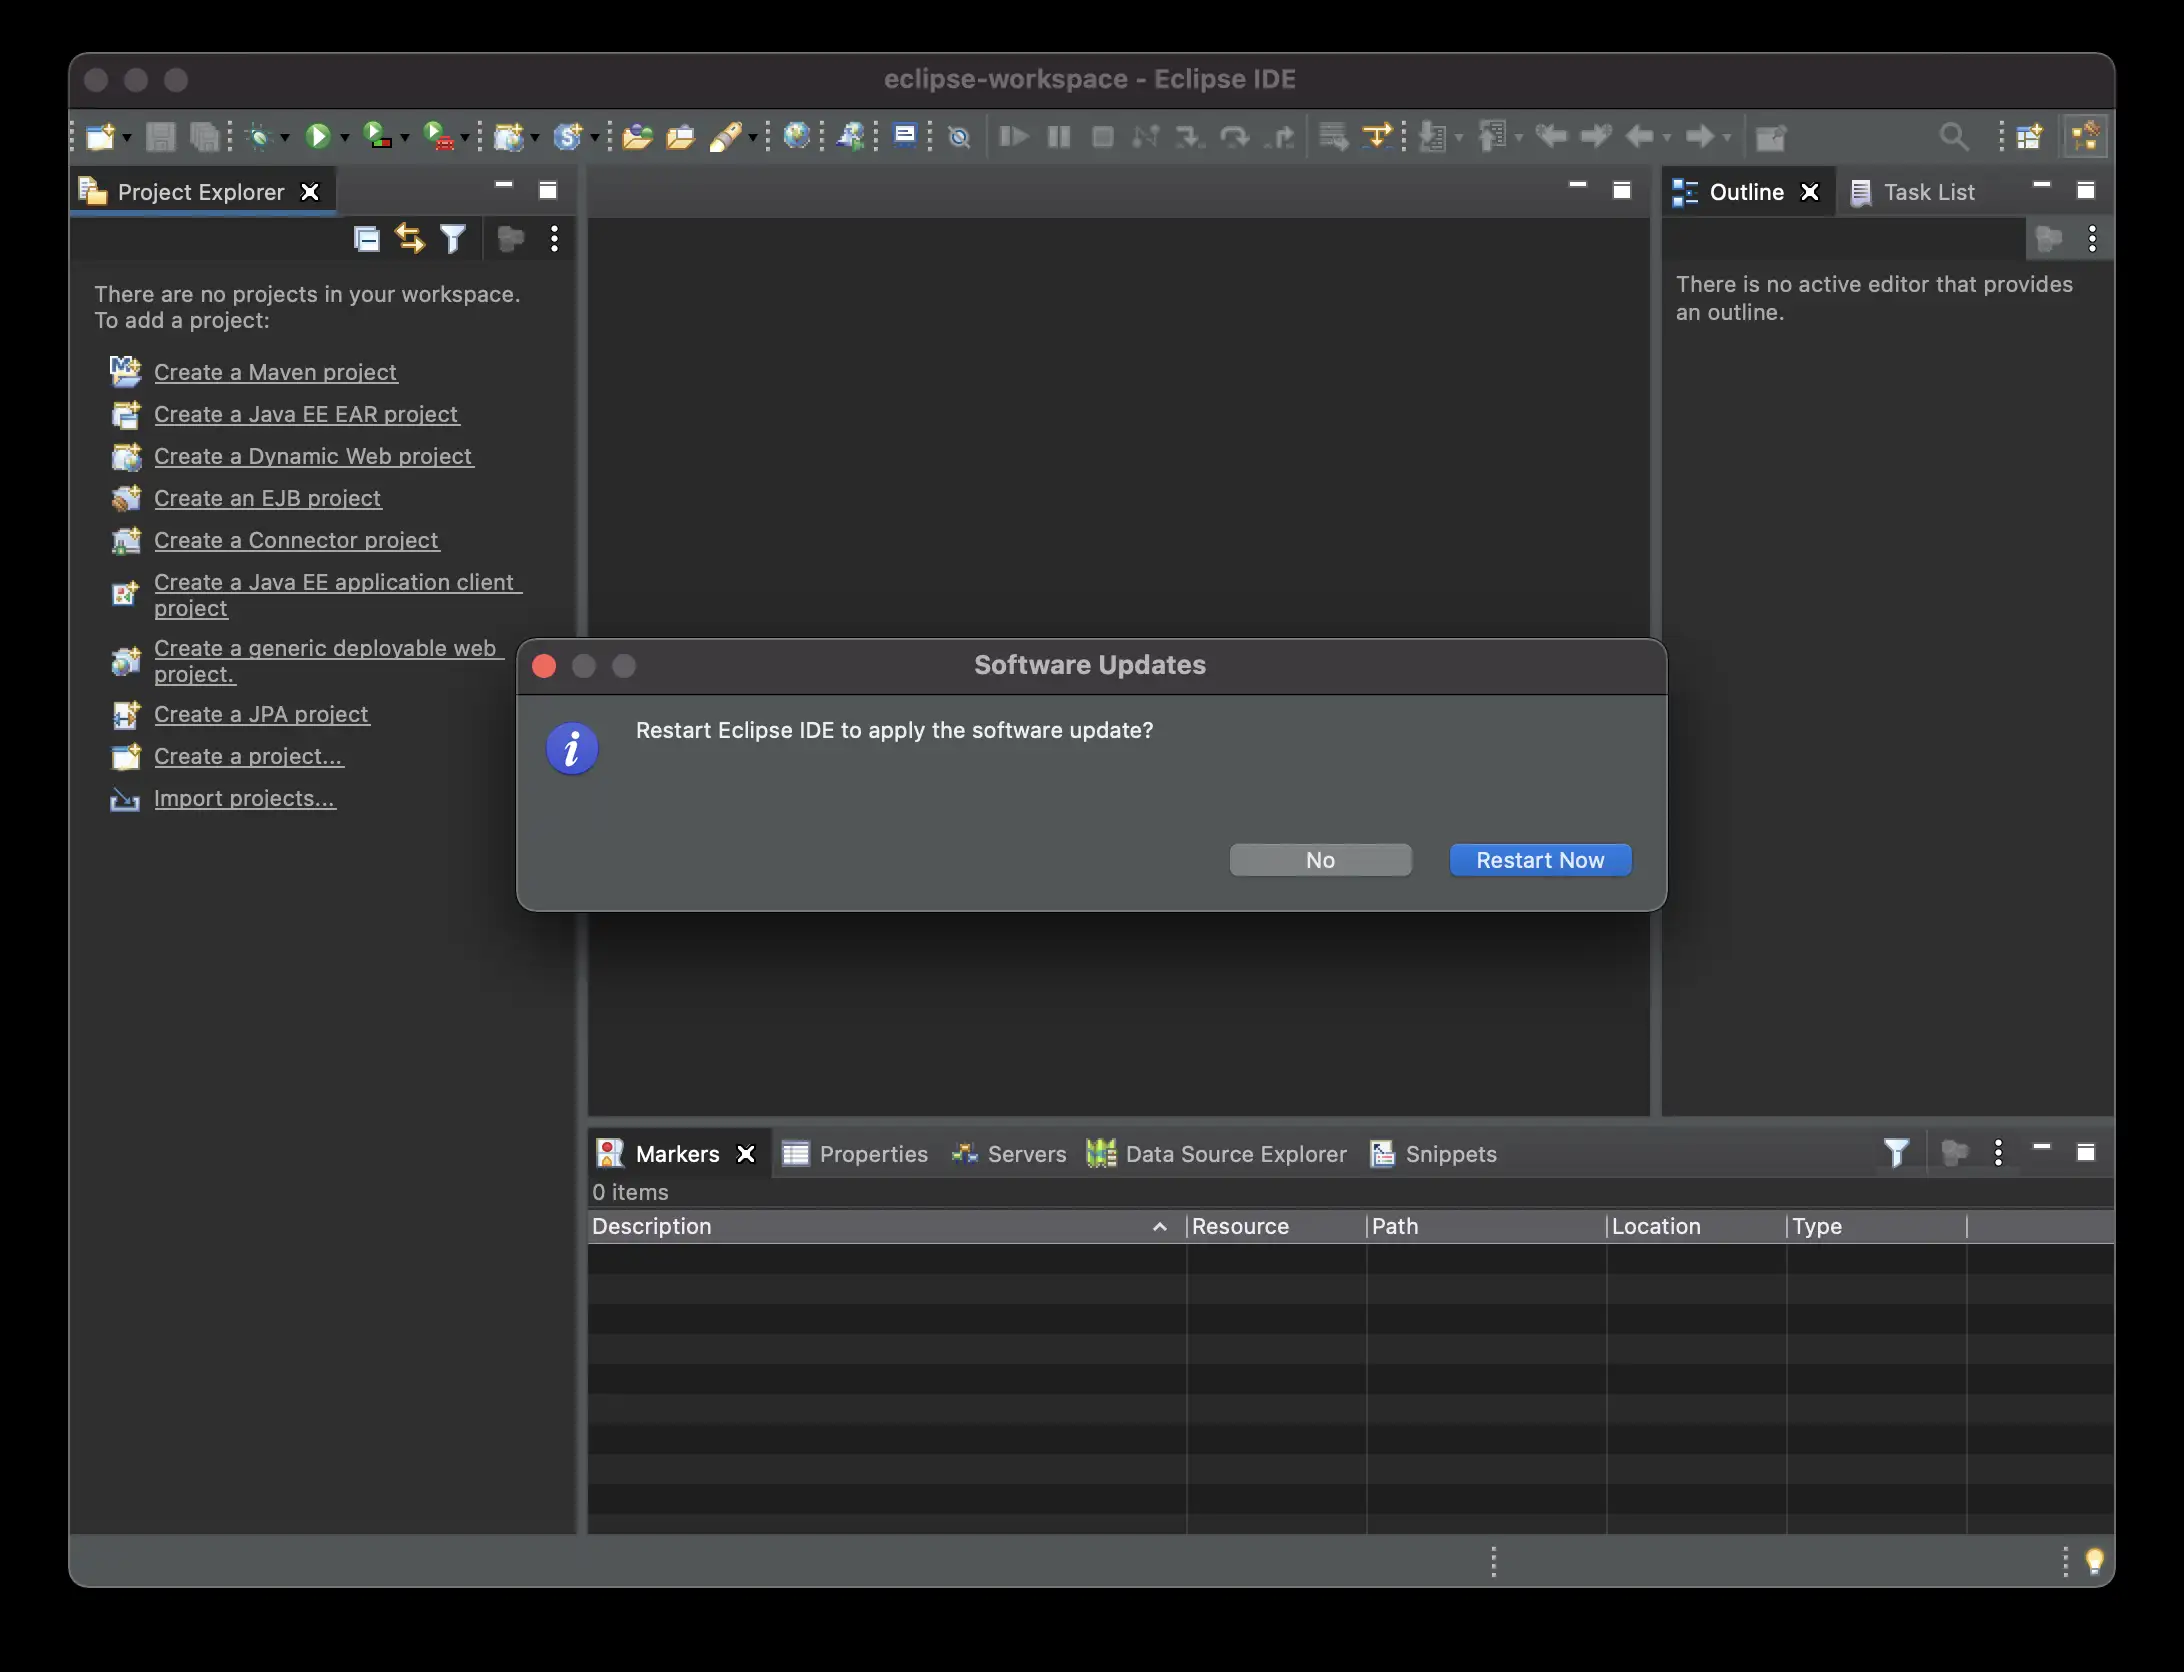 eclipse-workspace - Eclipse IDE
Project Explorer
Outline
Task List
There are no projects in your workspace.
To add a project:
Create a Maven project
Create a Java EE EAR project
Create a Dynamic Web project
Create an EJB project
Create a Connector project
Create a Java EE application client
project
Create a generic deployable web
project.
Create a JPA project
Create a project...
Import projects...
There is no active editor that provides
an outline.
Software Updates
Restart Eclipse IDE to apply the software update?
No
Restart Now
Markers
Properties
Servers
Data Source Explorer
Snippets
0 items
Description
Resource
Path
Location
Type